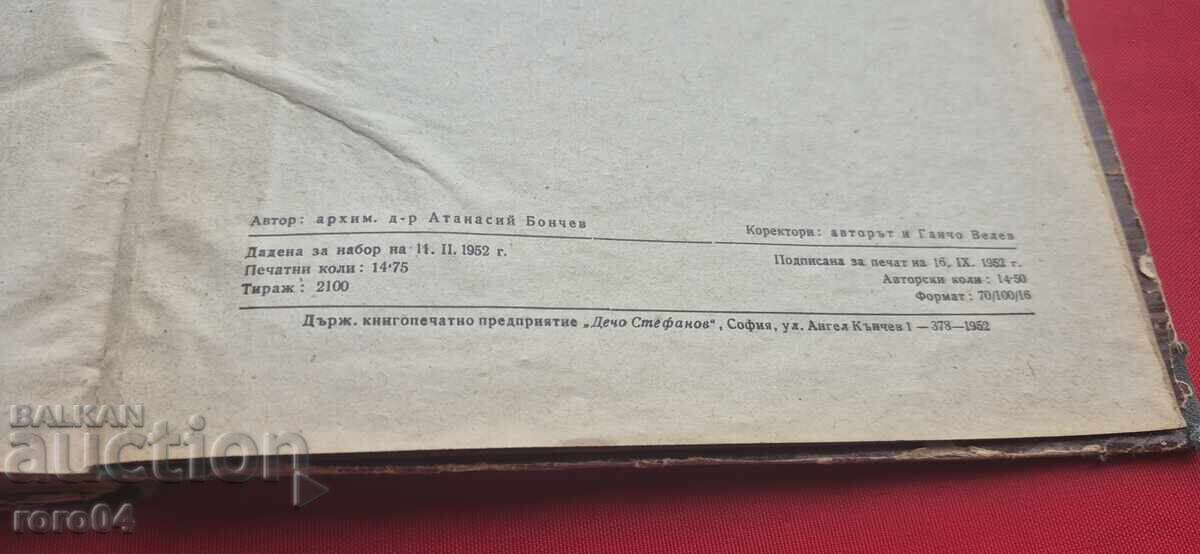 Автор: архим. д-р Атанасий Бончев
Коректори: авторът и Ганчо Велев
Дадена за набор на 11. II. 1952 г.
Подписана за печат на 16. IX. 1952 г.
Печатни коли: 14·75
Авторски коли: 14·50
Тираж: 2100
Формат: 70/100/16
Държ. книгопечатно предприятие „Дечо Стефанов“, София, ул. Ангел Кънчев 1 — 378—1952
BALKAN
auction
roro04